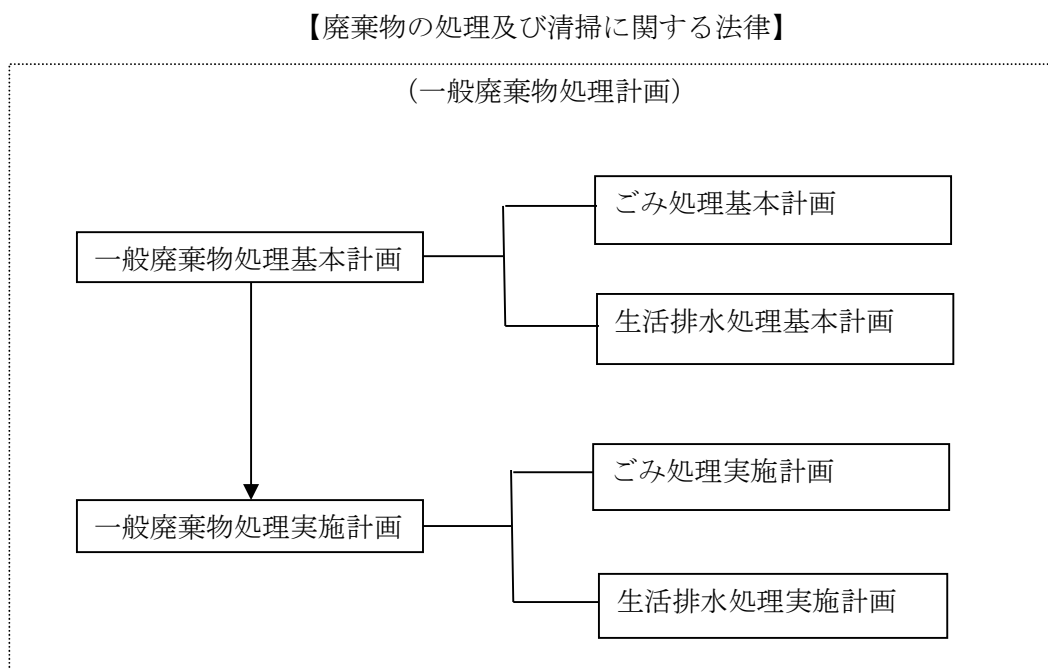 【廃棄物の処理及び清掃に関する法律】
（一般廃棄物処理計画）
ごみ処理基本計画
一般廃棄物処理基本計画
生活排水処理基本計画
ごみ処理実施計画
一般廃棄物処理実施計画
生活排水処理実施計画